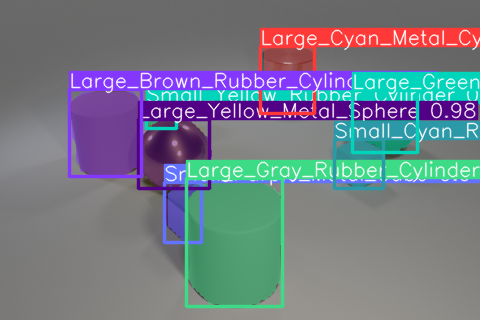 Large_Cyan_Metal_Cy
Large_Brown_Rubber_Cylind
Large_Green
Small_Yellow_Rubber_Cylinder
Large_Yellow_Metal_Sphere 0.98
Small_Cyan_R
Large_Gray_Rubber_Cylinder